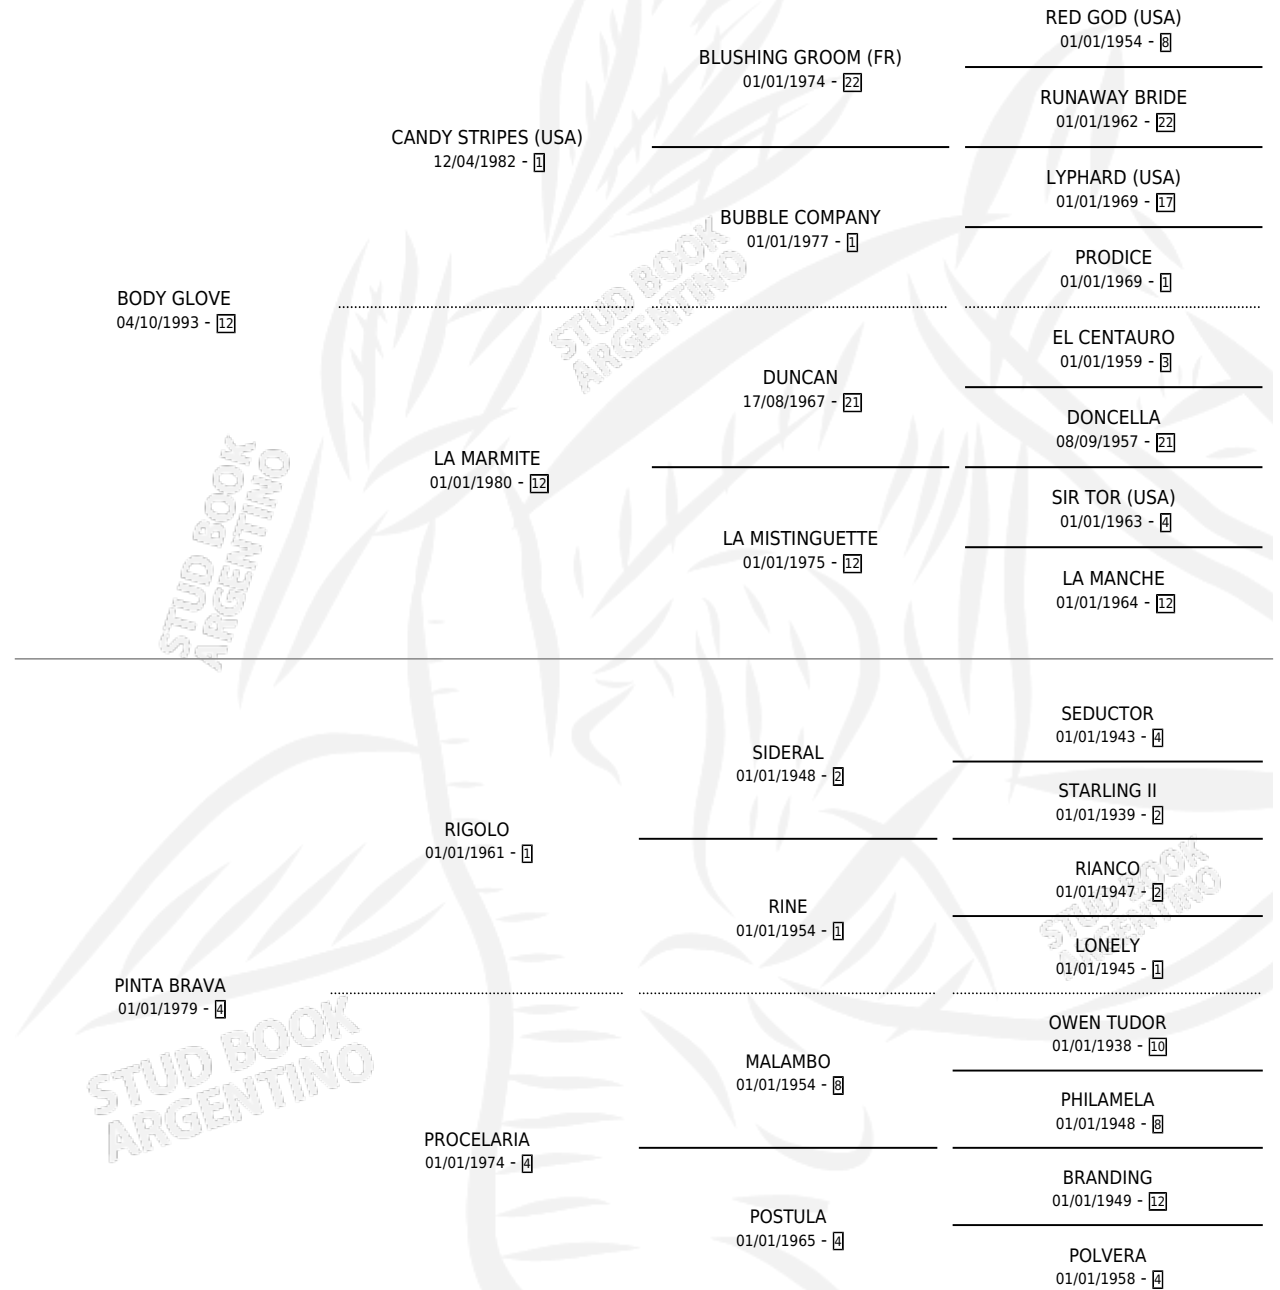 RED GOD (USA)
01/01/1954 - 8
BLUSHING GROOM (FR)
01/01/1974 - 22
RUNAWAY BRIDE
01/01/1962 - 22
CANDY STRIPES (USA)
12/04/1982 - 1
LYPHARD (USA)
01/01/1969 - 17
BUBBLE COMPANY
01/01/1977 - 1
PRODICE
01/01/1969 - 1
BODY GLOVE
04/10/1993 - 12
STUD BOOK
ARGENTINO
EL CENTAURO
01/01/1959 - 3
DUNCAN
17/08/1967 - 21
DONCELLA
08/09/1957 - 21
LA MARMITE
01/01/1980 - 12
SIR TOR (USA)
01/01/1963 - 4
LA MISTINGUETTE
01/01/1975 - 12
LA MANCHE
01/01/1964 - 12
STUD BOOK
ARGENTINO
SEDUCTOR
01/01/1943 - 4
SIDERAL
01/01/1948 - 2
STARLING II
01/01/1939 - 2
RIGOLO
01/01/1961 - 1
RIANCO
01/01/1947 - 2
RINE
01/01/1954 - 1
STUD BOOK
ARGENTINO
LONELY
01/01/1945 - 1
PINTA BRAVA
01/01/1979 - 4
STUD BOOK
ARGENTINO
OWEN TUDOR
01/01/1938 - 10
MALAMBO
01/01/1954 - 8
PHILAMELA
01/01/1948 - 8
PROCELARIA
01/01/1974 - 4
BRANDING
01/01/1949 - 12
POSTULA
01/01/1965 - 4
POLVERA
01/01/1958 - 4